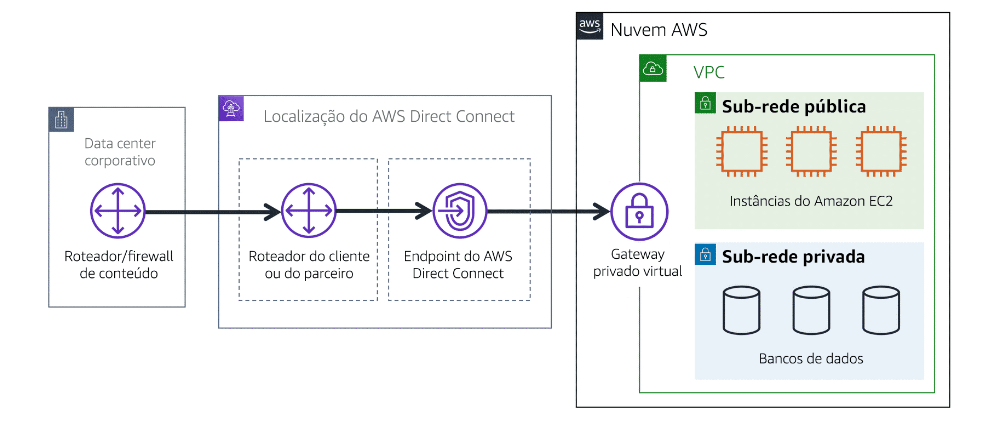 aws
Nuvem AWS
VPC
Sub-rede pública
Instâncias do Amazon EC2
Sub-rede privada
Bancos de dados
Gateway
privado virtual
Localização do AWS Direct Connect
Roteador do cliente
ou do parceiro
Endpoint do AWS
Direct Connect
Data center
corporativo
Roteador/firewall
de conteúdo